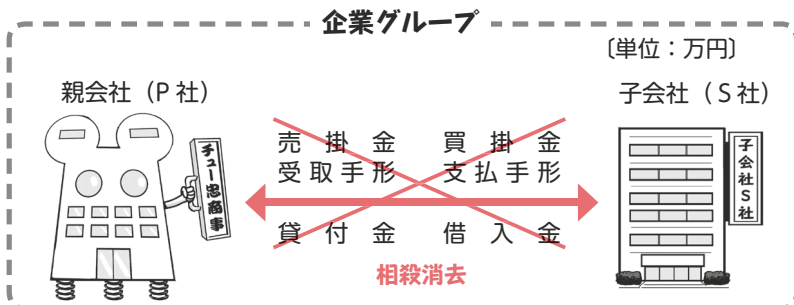 企業グループ
〔単位：万円〕
親会社（P社）
子会社（S社）
売掛金　買掛金
受取手形　支払手形
貸付金　借入金
相殺消去
チュー忠商事
子会社S社